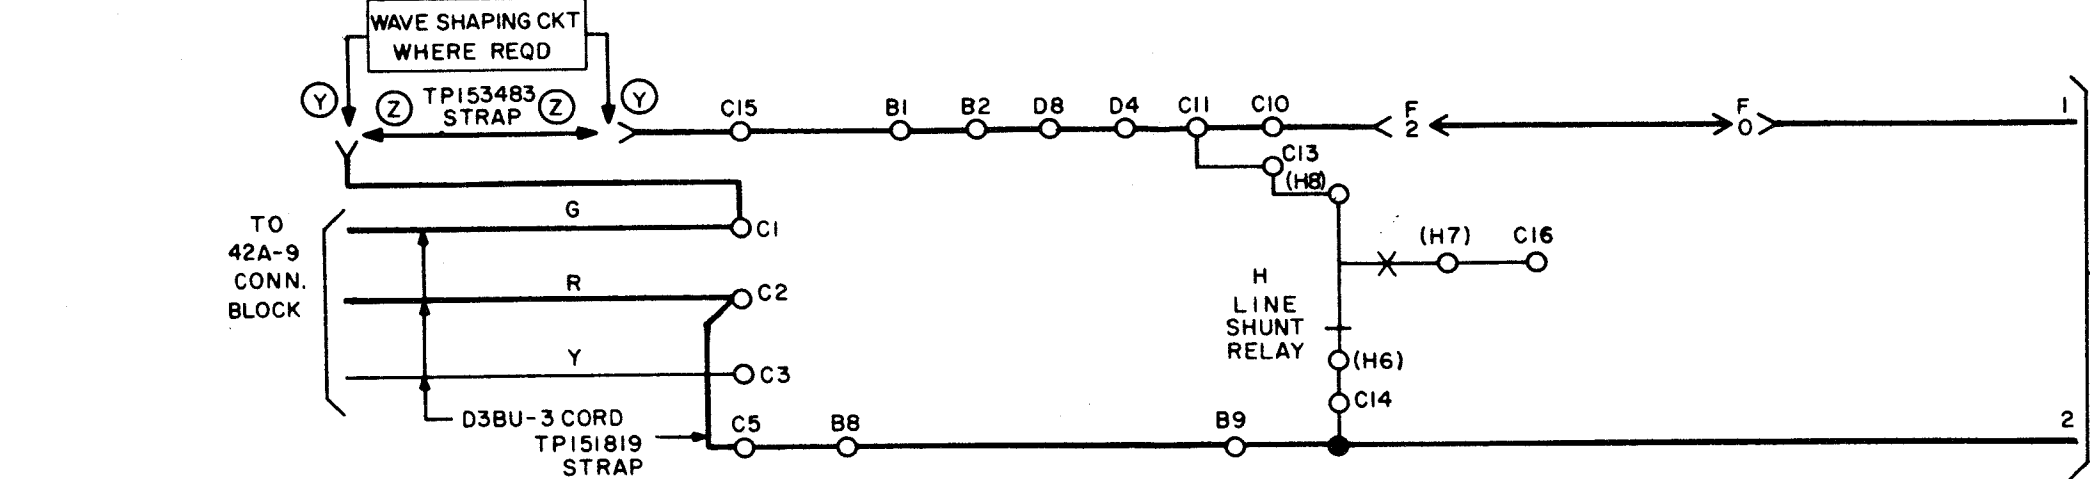 WAVE SHAPING CKT
WHERE REQD
Y
Z
TP153483
STRAP
Z
Y
C15
B1
B2
D8
D4
C11
C10
F
2
F
0
1
C13
(H8)
TO
42A-9
CONN.
BLOCK
G
C1
R
C2
Y
C3
(H7)
C16
H
LINE
SHUNT
RELAY
(H6)
C14
D3BU-3 CORD
TP151819
STRAP
C5
B8
B9
2